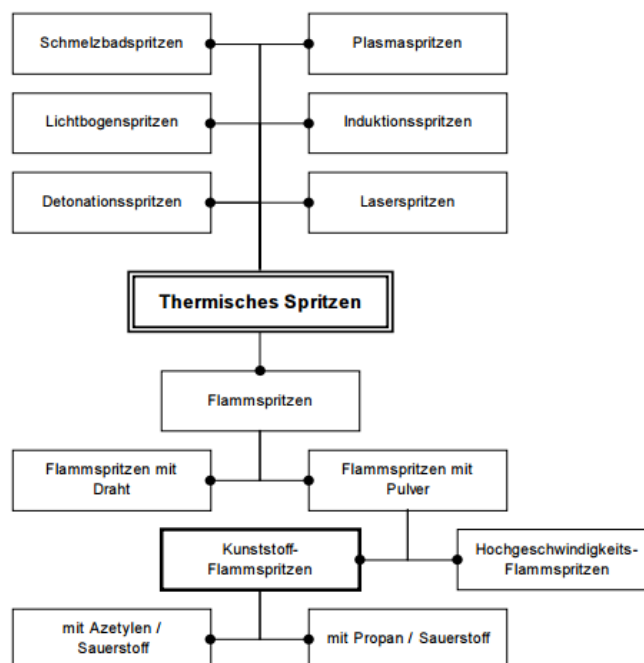 Schmelzbadspritzen
Plasmaspritzen
Lichtbogenspritzen
Induktionsspritzen
Detonationsspritzen
Laserspritzen
Thermisches Spritzen
Flammspritzen
Flammspritzen mit
Draht
Flammspritzen mit
Pulver
Kunststoff-
Flammspritzen
Hochgeschwindigkeits-
Flammspritzen
mit Azetylen /
Sauerstoff
mit Propan / Sauerstoff